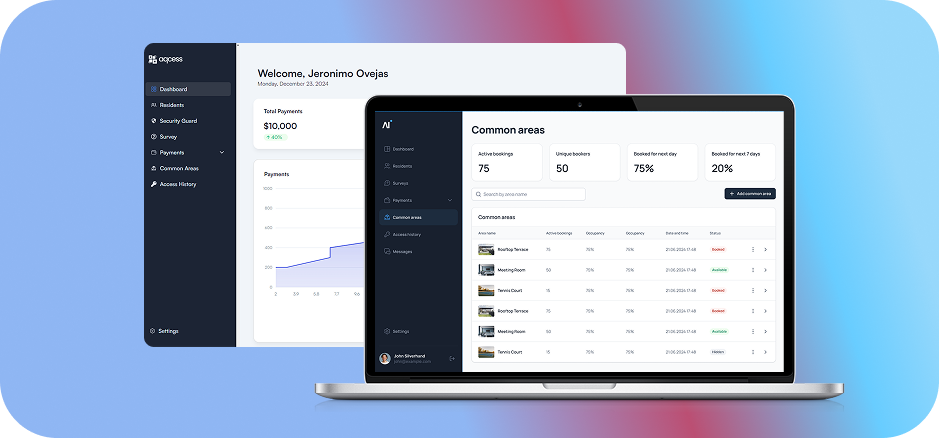 aqcess
Dashboard
Residents
Security Guard
Survey
Payments
Common Areas
Access History
Settings
Welcome, Jeronimo Ovejas
Monday, December 23, 2024
Total Payments
$10,000
↑ 40%
Payments
1000
800
600
400
200
0
2 3.9 5.8 7.7 9.6
AI
Dashboard
Residents
Surveys
Payments
Common areas
Access history
Messages
Settings
John Silverhand
john@example.com
Common areas
Active bookings
75
Unique bookers
50
Booked for next day
75%
Booked for next 7 days
20%
Search by area name
+ Add common area
Common areas
Area name Active bookings Occupancy Occupancy Date and time Status
Rooftop Terrace 75 75% 75% 21.06.2024 17:48 Booked
Meeting Room 50 75% 75% 21.06.2024 17:48 Available
Tennis Court 15 75% 75% 21.06.2024 17:48 Booked
Rooftop Terrace 75 75% 75% 21.06.2024 17:48 Booked
Meeting Room 50 75% 75% 21.06.2024 17:48 Available
Tennis Court 15 75% 75% 21.06.2024 17:48 Hidden